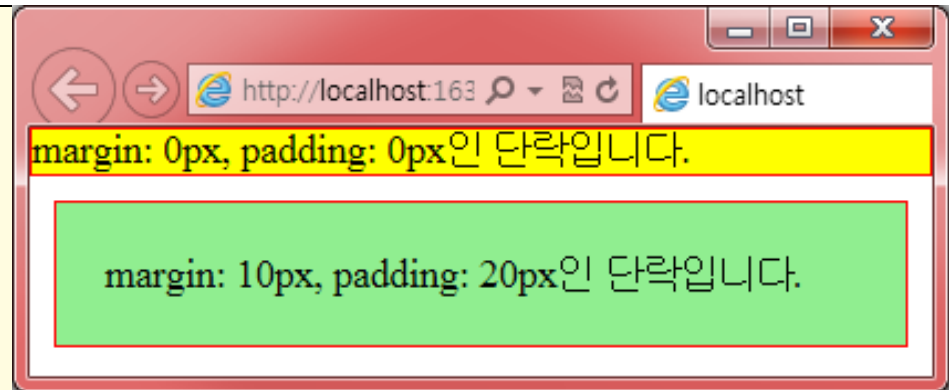 http://localhost:163
localhost
margin: 0px, padding: 0px인 단락입니다.
margin: 10px, padding: 20px인 단락입니다.